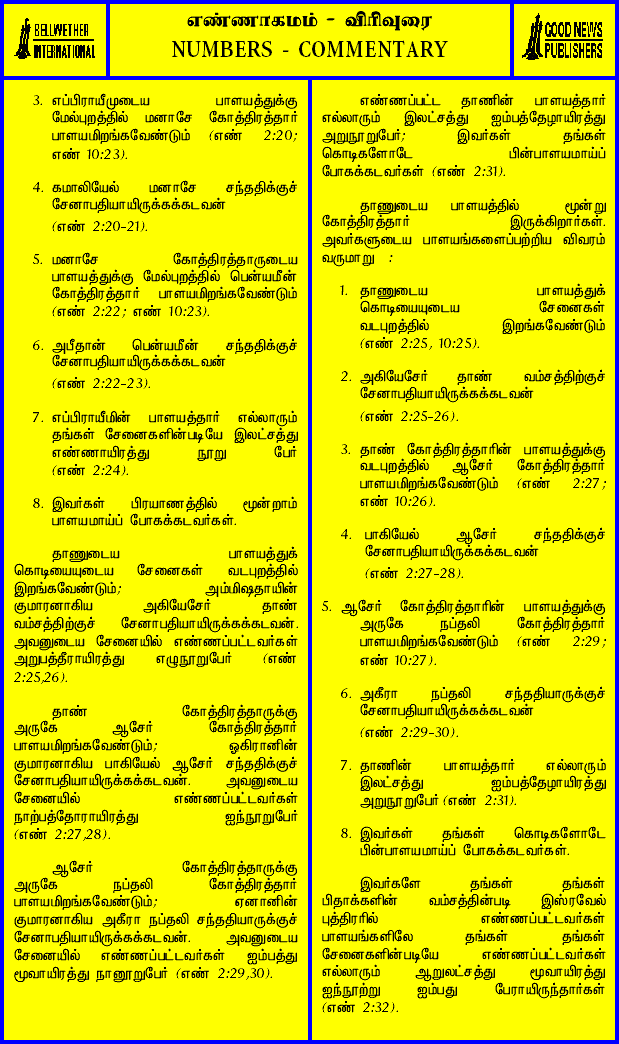 BELLWETHER
INTERNATIONAL
எண்ணாகமம் - விரிவுரை
NUMBERS - COMMENTARY
GOOD NEWS
PUBLISHERS
3. எப்பிராயீமுடைய பாளயத்துக்கு
மேல்புறத்தில் மனாசே கோத்திரத்தார்
பாளயமிறங்கவேண்டும் (எண் 2:20;
எண் 10:23).
4. கமாலியேல் மனாசே சந்ததிக்குச்
சேனாபதியாயிருக்கக்கடவன்
(எண் 2:20-21).
5. மனாசே கோத்திரத்தாருடைய
பாளயத்துக்கு மேல்புறத்தில் பென்யமீன்
கோத்திரத்தார் பாளயமிறங்கவேண்டும்
(எண் 2:22; எண் 10:23).
6. அபீதான் பென்யமீன் சந்ததிக்குச்
சேனாபதியாயிருக்கக்கடவன்
(எண் 2:22-23).
7. எப்பிராயீமின் பாளயத்தார் எல்லாரும்
தங்கள் சேனைகளின்படியே இலட்சத்து
எண்ணாயிரத்து நூறு பேர்
(எண் 2:24).
8. இவர்கள் பிரயாணத்தில் மூன்றாம்
பாளயமாய்ப் போகக்கடவர்கள்.
தாணுடைய பாளயத்துக்
கொடியையுடைய சேனைகள் வடபுறத்தில்
இறங்கவேண்டும்; அம்மிஷதாயின்
குமாரனாகிய அகியேசேர் தாண்
வம்சத்திற்குச் சேனாபதியாயிருக்கக்கடவன்.
அவனுடைய சேனையில் எண்ணப்பட்டவர்கள்
அறுபத்தீராயிரத்து எழுநூறுபேர் (எண்
2:25,26).
தாண் கோத்திரத்தாருக்கு
அருகே ஆசேர் கோத்திரத்தார்
பாளயமிறங்கவேண்டும்; ஒகிரானின்
குமாரனாகிய பாகியேல் ஆசேர் சந்ததிக்குச்
சேனாபதியாயிருக்கக்கடவன். அவனுடைய
சேனையில் எண்ணப்பட்டவர்கள்
நாற்பத்தோராயிரத்து ஐந்நூறுபேர்
(எண் 2:27,28).
ஆசேர் கோத்திரத்தாருக்கு
அருகே நப்தலி கோத்திரத்தார்
பாளயமிறங்கவேண்டும்; ஏனானின்
குமாரனாகிய அகீரா நப்தலி சந்ததியாருக்குச்
சேனாபதியாயிருக்கக்கடவன். அவனுடைய
சேனையில் எண்ணப்பட்டவர்கள் ஐம்பத்து
மூவாயிரத்து நானூறுபேர் (எண் 2:29,30).
எண்ணப்பட்ட தாணின் பாளயத்தார்
எல்லாரும் இலட்சத்து ஐம்பத்தேழாயிரத்து
அறுநூறுபேர்; இவர்கள் தங்கள்
கொடிகளோடே பின்பாளயமாய்ப்
போகக்கடவர்கள் (எண் 2:31).
தாணுடைய பாளயத்தில் மூன்று
கோத்திரத்தார் இருக்கிறார்கள்.
அவர்களுடைய பாளயங்களைப்பற்றிய விவரம்
வருமாறு :
1. தாணுடைய பாளயத்துக்
கொடியையுடைய சேனைகள்
வடபுறத்தில் இறங்கவேண்டும்
(எண் 2:25, 10:25).
2. அகியேசேர் தாண் வம்சத்திற்குச்
சேனாபதியாயிருக்கக்கடவன்
(எண் 2:25-26).
3. தாண் கோத்திரத்தாரின் பாளயத்துக்கு
வடபுறத்தில் ஆசேர் கோத்திரத்தார்
பாளயமிறங்கவேண்டும் (எண் 2:27;
எண் 10:26).
4. பாகியேல் ஆசேர் சந்ததிக்குச்
சேனாபதியாயிருக்கக்கடவன்
(எண் 2:27-28).
5. ஆசேர் கோத்திரத்தாரின் பாளயத்துக்கு
அருகே நப்தலி கோத்திரத்தார்
பாளயமிறங்கவேண்டும் (எண் 2:29;
எண் 10:27).
6. அகீரா நப்தலி சந்ததியாருக்குச்
சேனாபதியாயிருக்கக்கடவன்
(எண் 2:29-30).
7. தாணின் பாளயத்தார் எல்லாரும்
இலட்சத்து ஐம்பத்தேழாயிரத்து
அறுநூறுபேர் (எண் 2:31).
8. இவர்கள் தங்கள் கொடிகளோடே
பின்பாளயமாய்ப் போகக்கடவர்கள்.
இவர்களே தங்கள் தங்கள்
பிதாக்களின் வம்சத்தின்படி இஸ்ரவேல்
புத்திரரில் எண்ணப்பட்டவர்கள்
பாளயங்களிலே தங்கள் தங்கள்
சேனைகளின்படியே எண்ணப்பட்டவர்கள்
எல்லாரும் ஆறுலட்சத்து மூவாயிரத்து
ஐந்நூற்று ஐம்பது பேராயிருந்தார்கள்
(எண் 2:32).